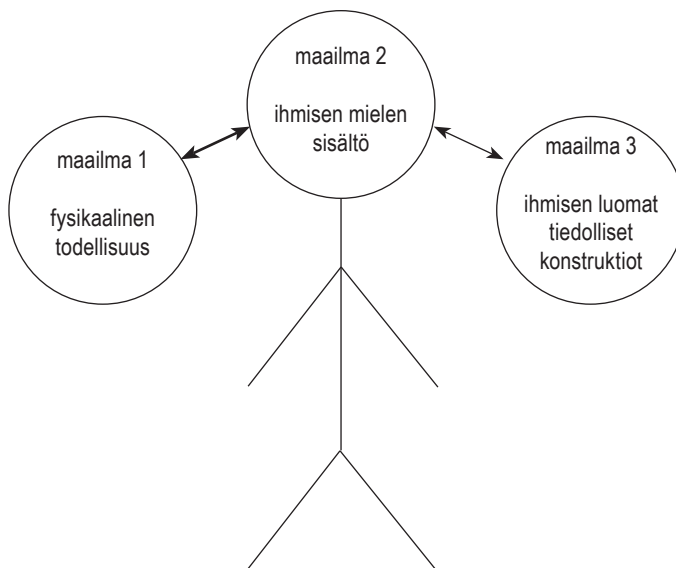 maailma 1
fysikaalinen
todellisuus
maailma 2
ihmisen mielen
sisältö
maailma 3
ihmisen luomat
tiedolliset
konstruktiot